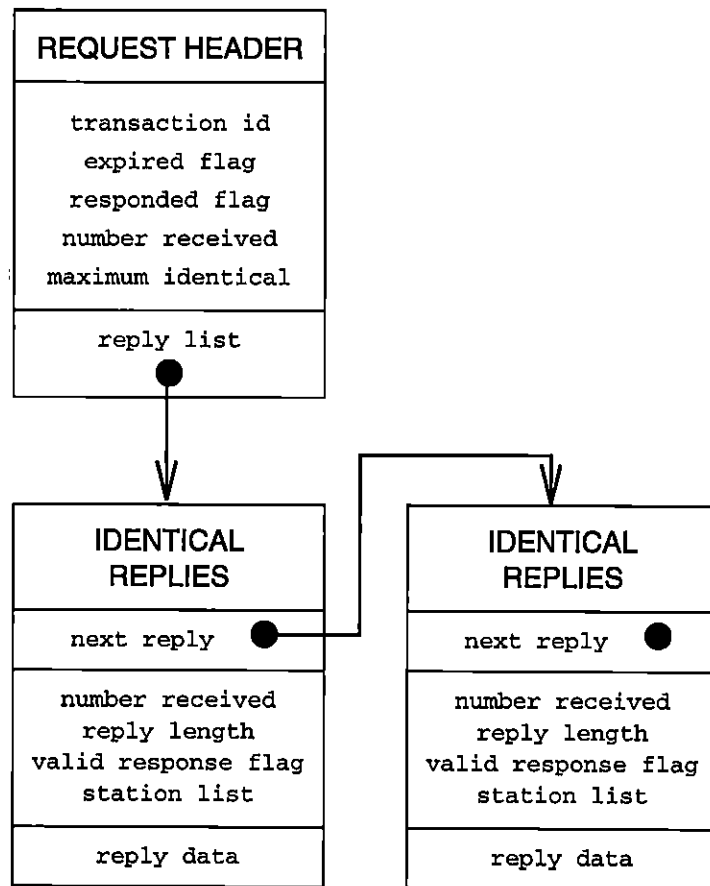 REQUEST HEADER
transaction id
expired flag
responded flag
number received
maximum identical
reply list
IDENTICAL
REPLIES
next reply
number received
reply length
valid response flag
station list
reply data
IDENTICAL
REPLIES
next reply
number received
reply length
valid response flag
station list
reply data